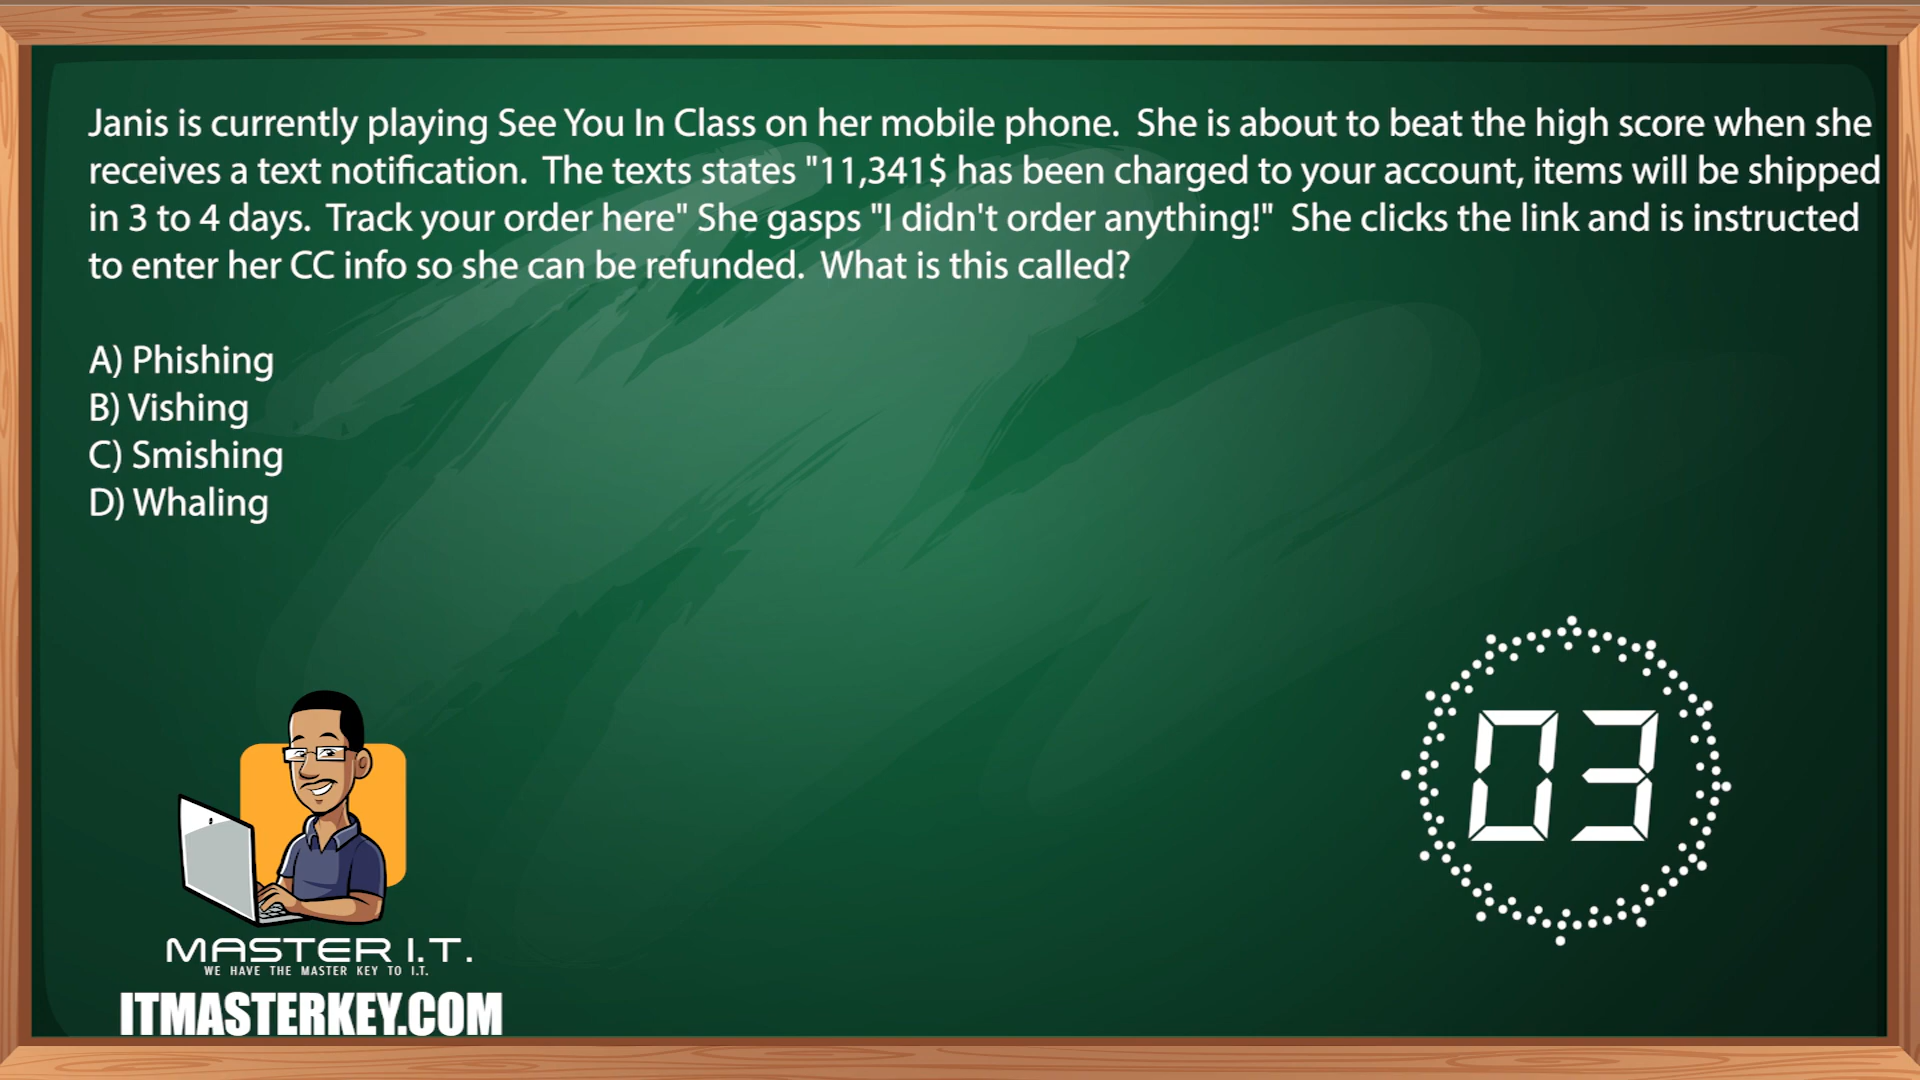 Janis is currently playing See You In Class on her mobile phone.  She is about to beat the high score when she
receives a text notification.  The texts states "11,341$ has been charged to your account, items will be shipped
in 3 to 4 days.  Track your order here" She gasps "I didn't order anything!"  She clicks the link and is instructed
to enter her CC info so she can be refunded.  What is this called?
A) Phishing
B) Vishing
C) Smishing
D) Whaling
03
MASTER I.T.
WE HAVE THE MASTER KEY TO I.T.
ITMASTERKEY.COM